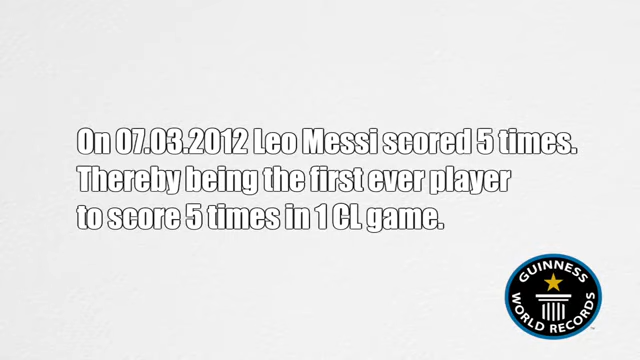 On 07.03.2012 Leo Messi scored 5 times.
Thereby being the first ever player
to score 5 times in 1 CL game.
GUINNESS
WORLD RECORDS